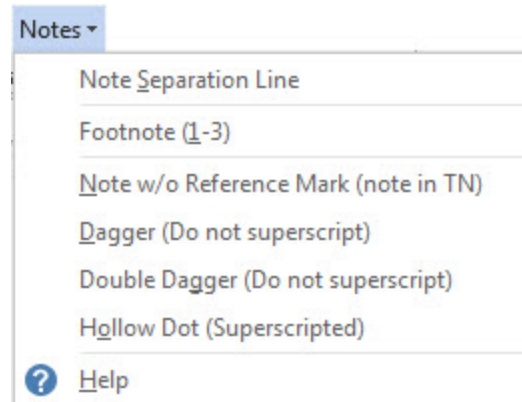 Notes
Note Separation Line
Footnote (1-3)
Note w/o Reference Mark (note in TN)
Dagger (Do not superscript)
Double Dagger (Do not superscript)
Hollow Dot (Superscripted)
Help